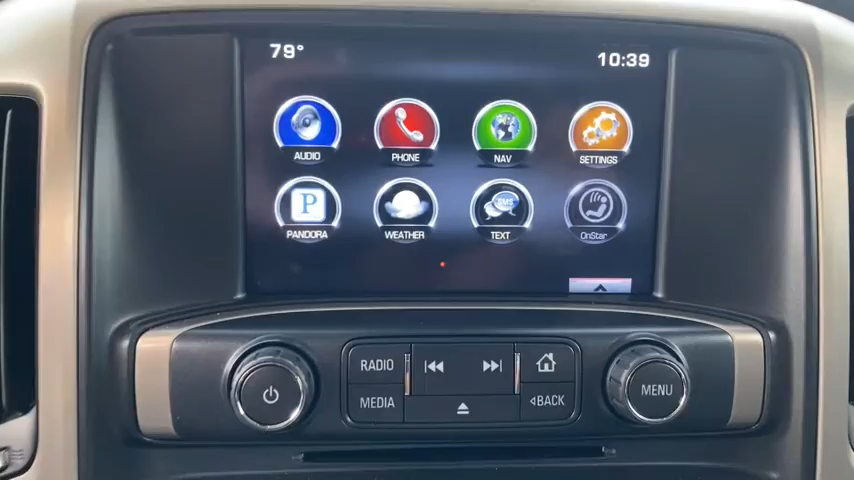 79° 10:39
AUDIO PHONE NAV SETTINGS
P SMS
PANDORA WEATHER TEXT OnStar
RADIO
MEDIA BACK MENU